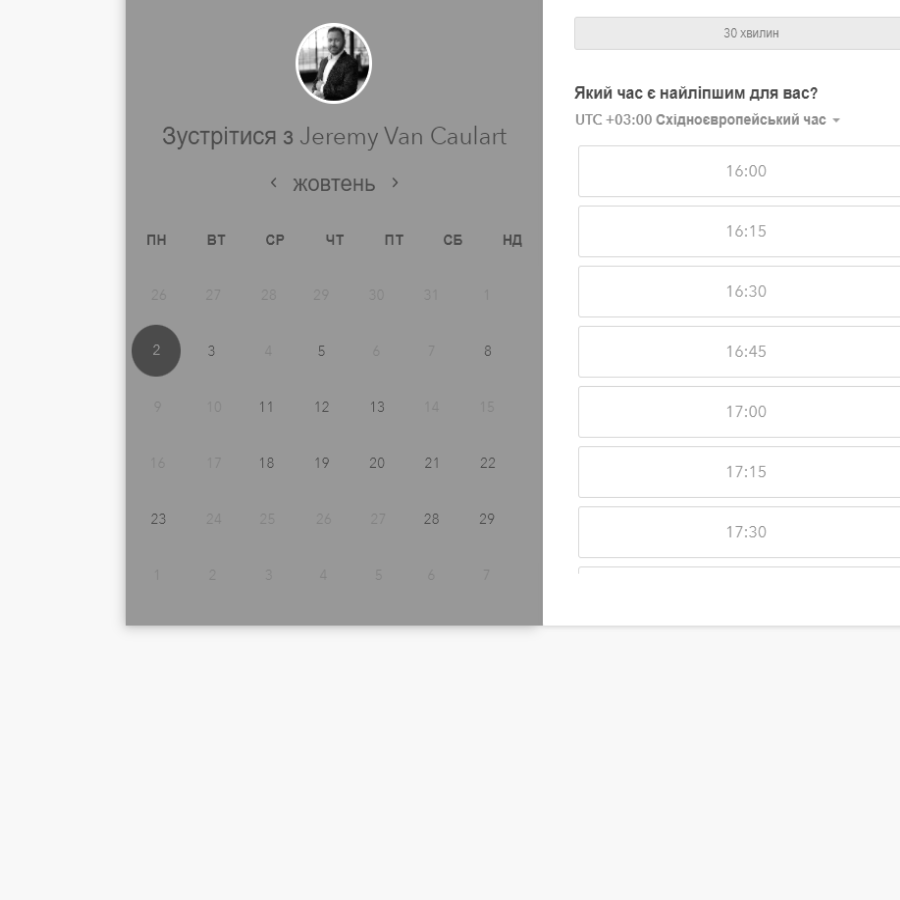 Зустрітися з Jeremy Van Caulart
жовтень
ПН ВТ СР ЧТ ПТ СБ НД
26 27 28 29 30 31 1
2 3 4 5 6 7 8
9 10 11 12 13 14 15
16 17 18 19 20 21 22
23 24 25 26 27 28 29
1 2 3 4 5 6 7
30 хвилин
Який час є найліпшим для вас?
UTC +03:00 Східноєвропейський час
16:00
16:15
16:30
16:45
17:00
17:15
17:30